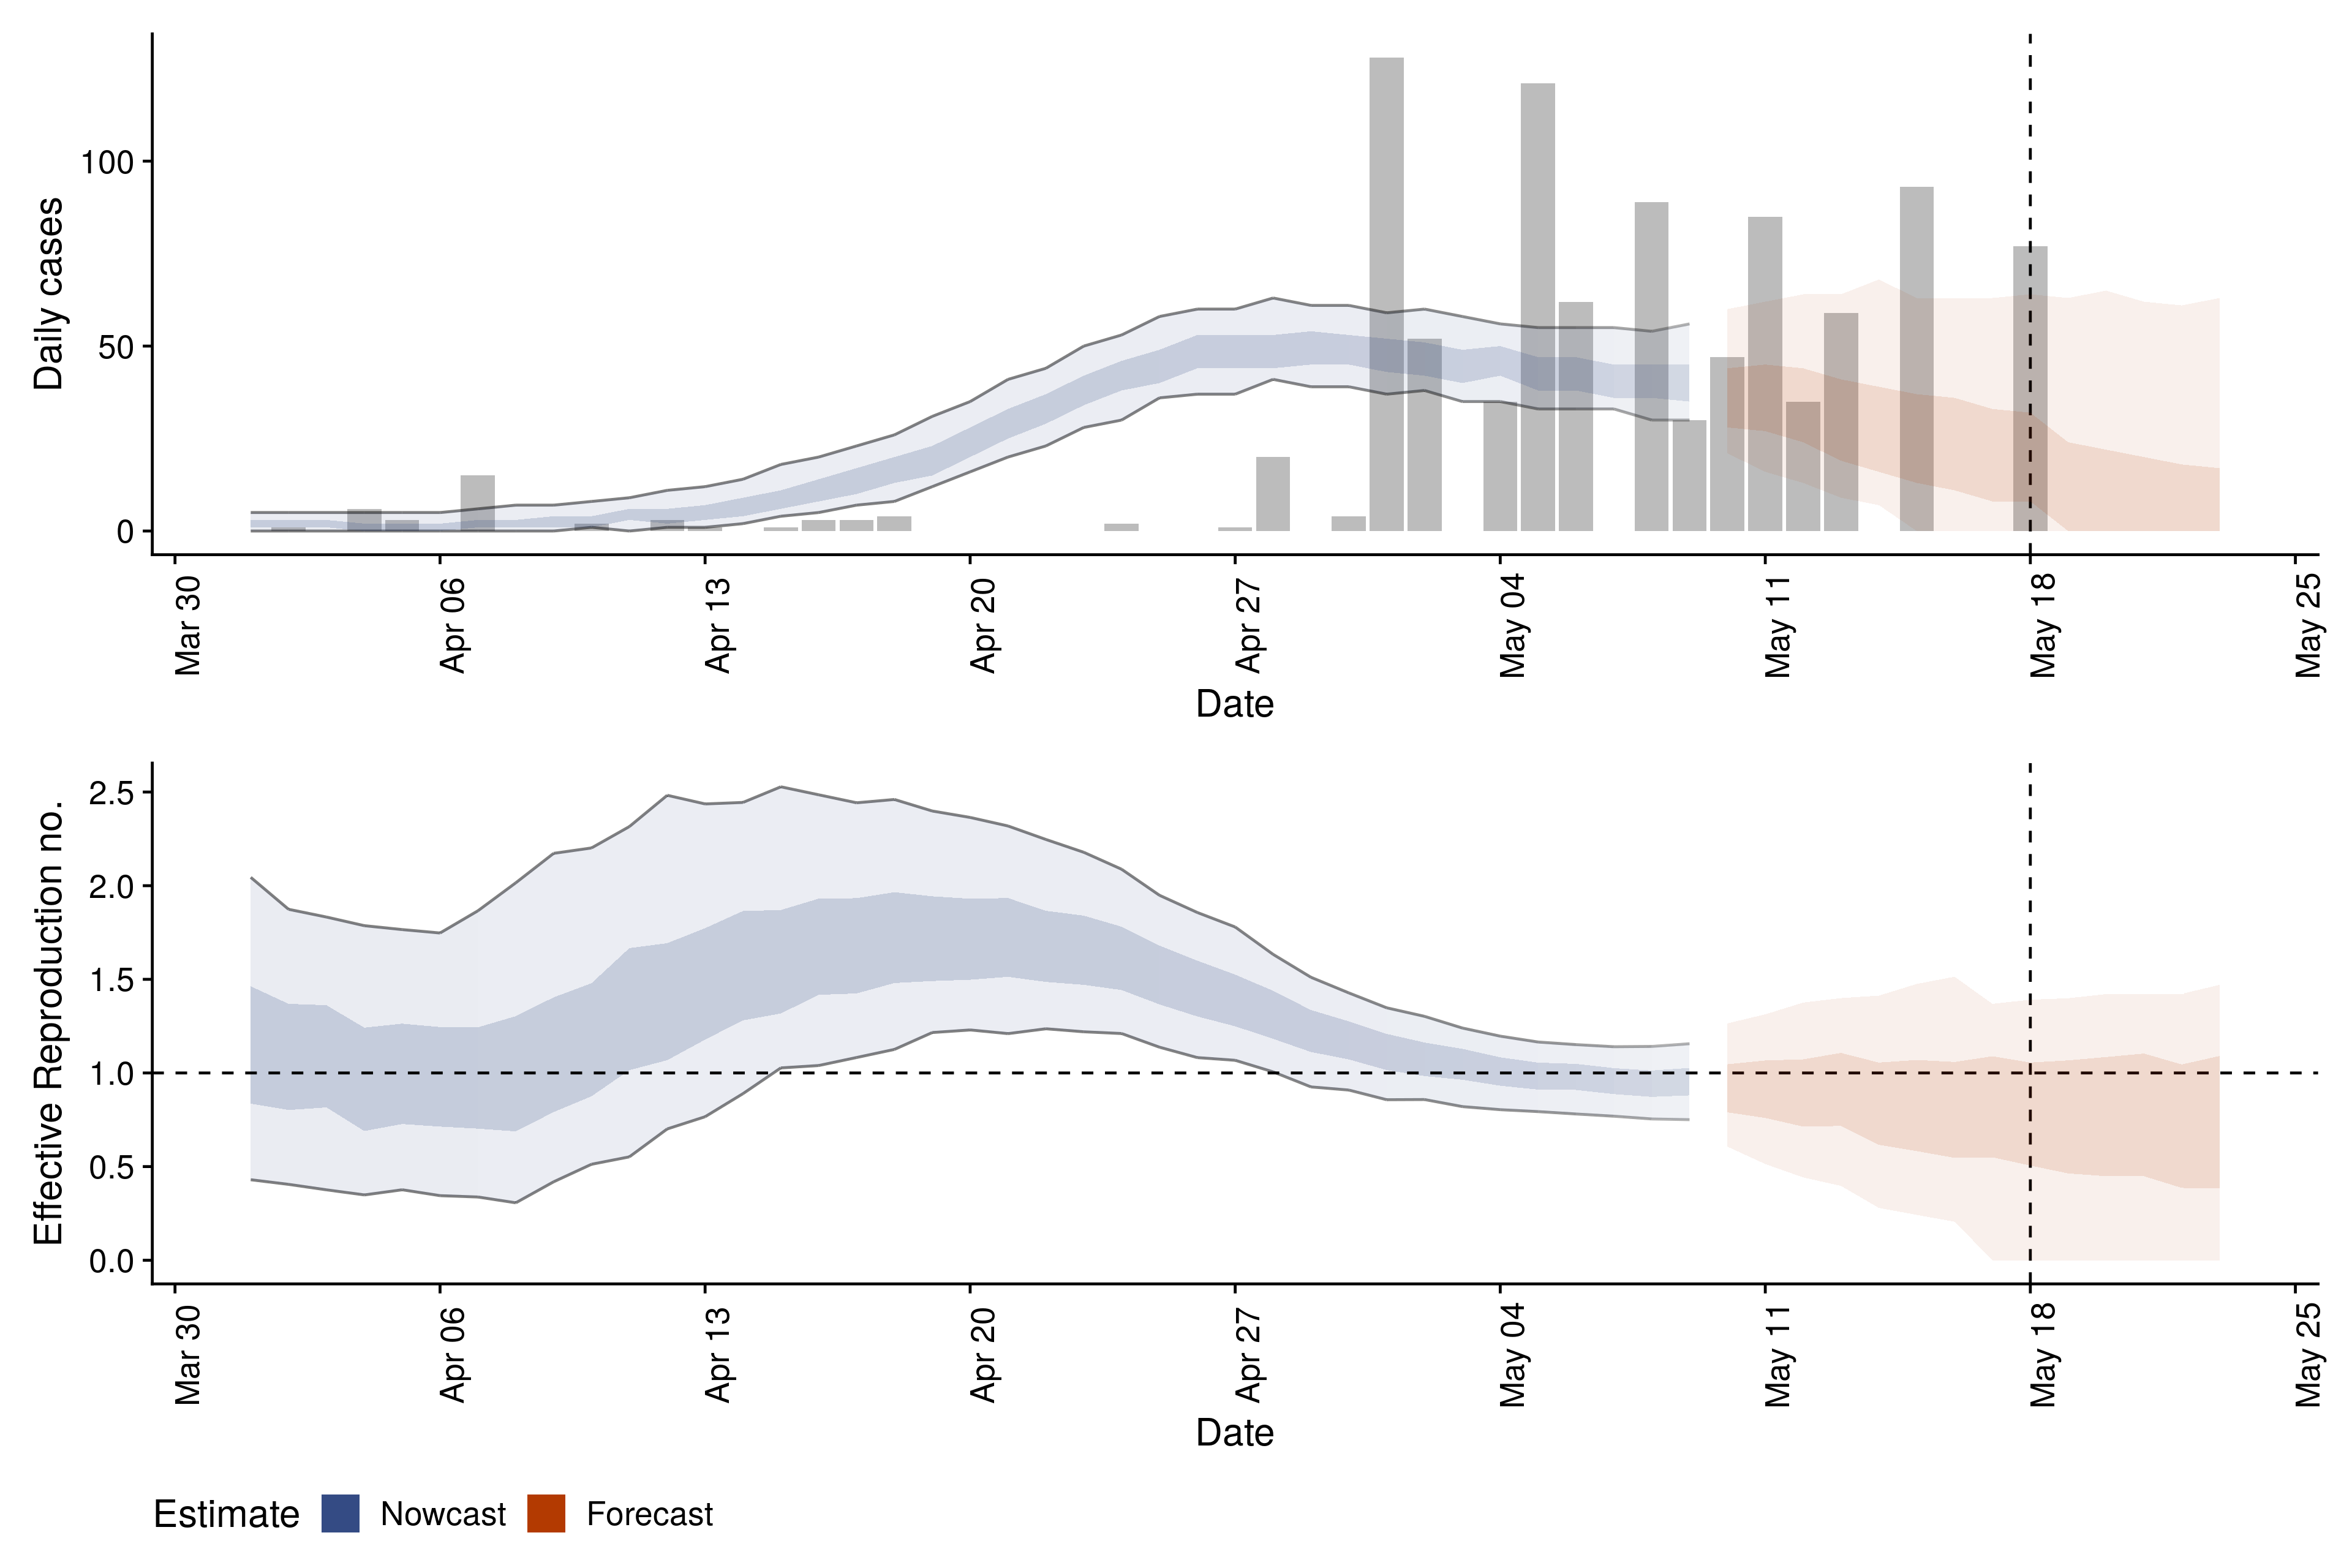 Daily cases
100
50
0
Mar 30
Apr 06
Apr 13
Apr 20
Apr 27
May 04
May 11
May 18
May 25
Date
Effective Reproduction no.
2.5
2.0
1.5
1.0
0.5
0.0
Mar 30
Apr 06
Apr 13
Apr 20
Apr 27
May 04
May 11
May 18
May 25
Date
Estimate Nowcast Forecast